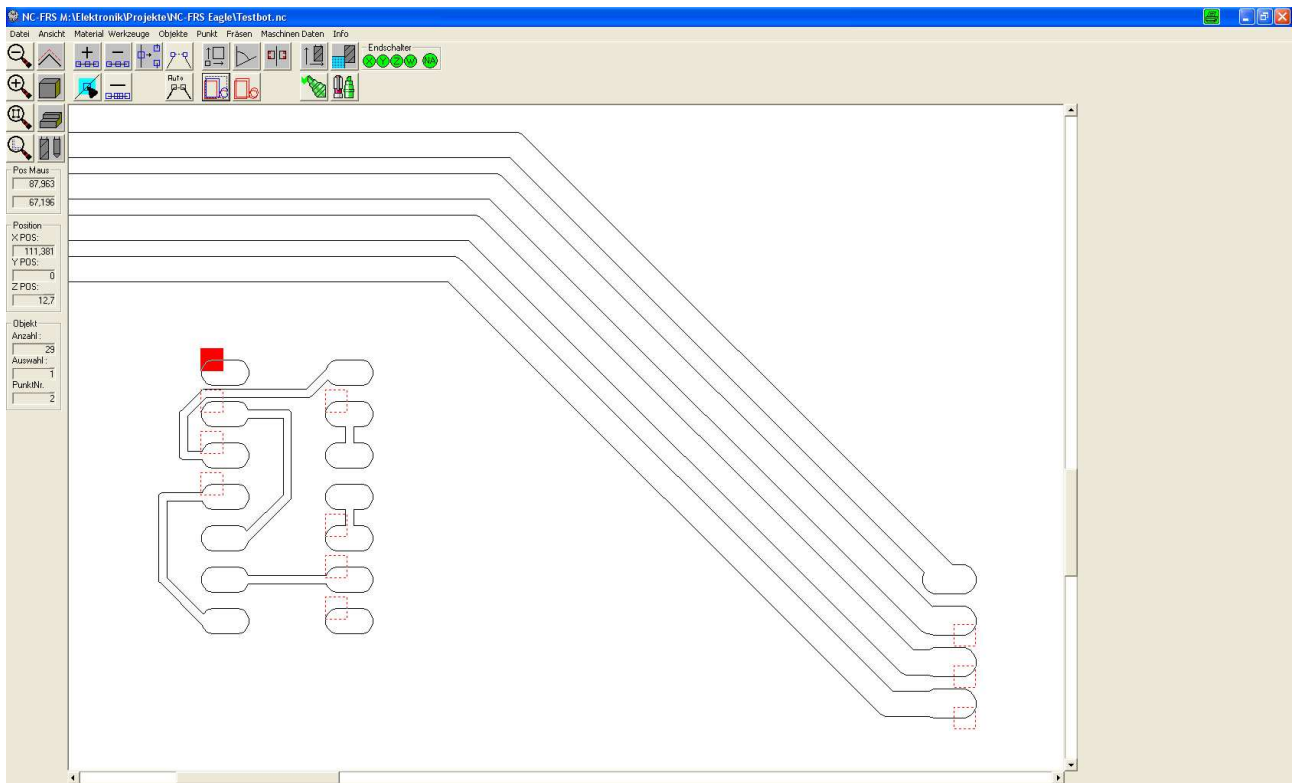 NC-FRS M:\Elektronik\Projekte\NC-FRS Eagle\Testbot.nc
Datei Ansicht Material Werkzeuge Objekte Punkt Fräsen Maschinen Daten Info
Endschalter
X Y Z W NA
Auto
Pos Maus
87,963
67,196
Position
X POS:
111,381
Y POS:
0
Z POS:
12,7
Objekt
Anzahl :
29
Auswahl :
1
PunktNr.
2